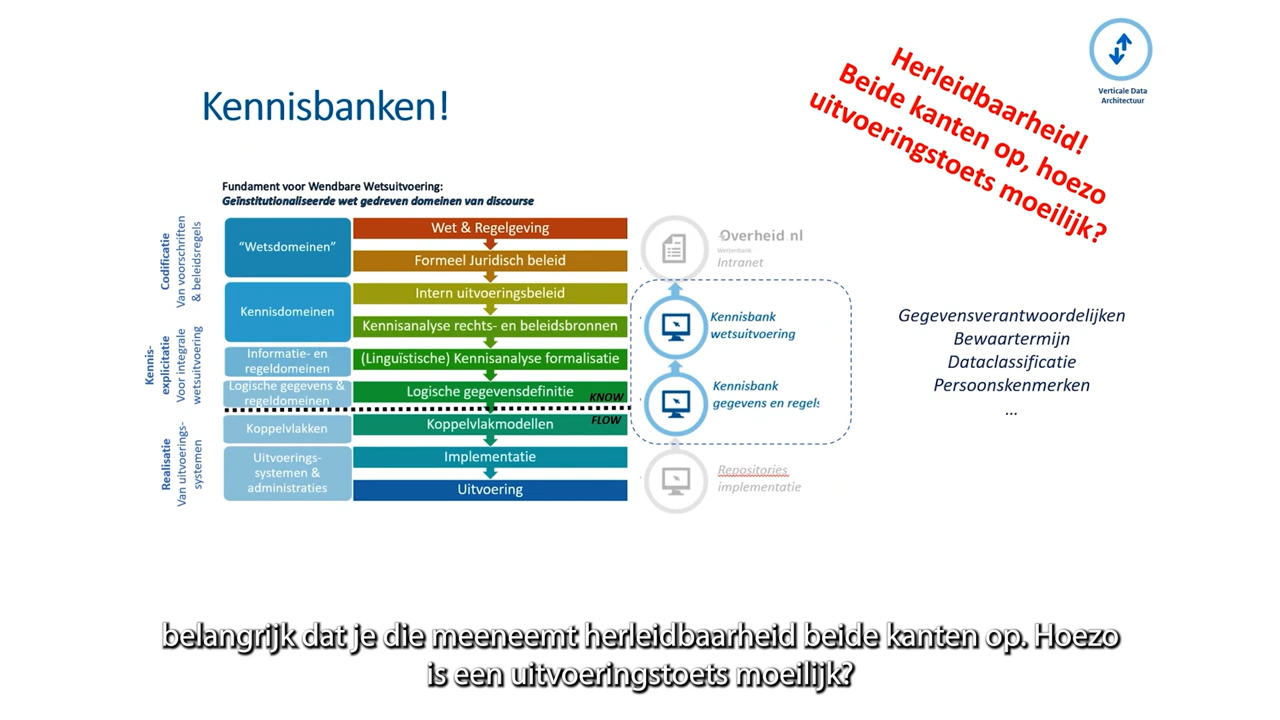 Kennisbanken!
Herleidbaarheid!
Beide kanten op, hoezo
uitvoeringstoets moeilijk?
Verticale Data
Architectuur
Fundament voor Wendbare Wetsuitvoering:
Geïnstitutionaliseerde wet gedreven domeinen van discourse
Codificatie
Van voorschriften
& beleidsregels
Kennis-
explicitatie
Voor integrale
wetsuitvoering
Realisatie
Van uitvoerings-
systemen
"Wetsdomeinen"
Kennisdomeinen
Informatie- en
regeldomeinen
Logische gegevens &
regeldomeinen
Koppelvlakken
Uitvoerings-
systemen &
administraties
Wet & Regelgeving
Formeel Juridisch beleid
Intern uitvoeringsbeleid
Kennisanalyse rechts- en beleidsbronnen
(Linguïstische) Kennisanalyse formalisatie
Logische gegevensdefinitie
KNOW
FLOW
Koppelvlakmodellen
Implementatie
Uitvoering
Overheid.nl
Wettenbank
Intranet
Kennisbank
wetsuitvoering
Kennisbank
gegevens en regels
Repositories
implementatie
Gegevensverantwoordelijken
Bewaartermijn
Dataclassificatie
Persoonskenmerken
...
belangrijk dat je die meeneemt herleidbaarheid beide kanten op. Hoezo
is een uitvoeringstoets moeilijk?